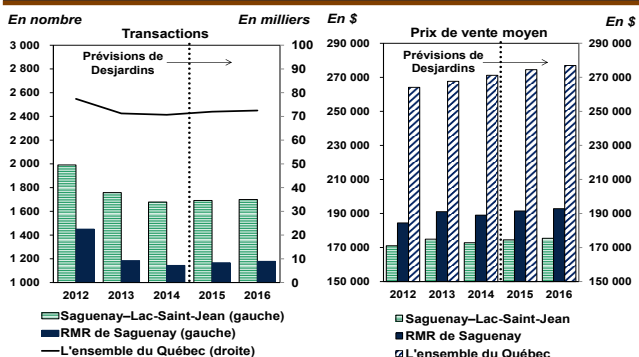 En nombre
En milliers
Transactions
3 000
2 800
2 600
2 400
2 200
2 000
1 800
1 600
1 400
1 200
1 000
100
90
80
70
60
50
40
30
20
10
0
Prévisions de
Desjardins
2012 2013 2014 2015 2016
Saguenay–Lac-Saint-Jean (gauche)
RMR de Saguenay (gauche)
L'ensemble du Québec (droite)
En $
En $
Prix de vente moyen
290 000
270 000
250 000
230 000
210 000
190 000
170 000
150 000
290 000
270 000
250 000
230 000
210 000
190 000
170 000
150 000
Prévisions de
Desjardins
2012 2013 2014 2015 2016
Saguenay–Lac-Saint-Jean
RMR de Saguenay
L'ensemble du Québec